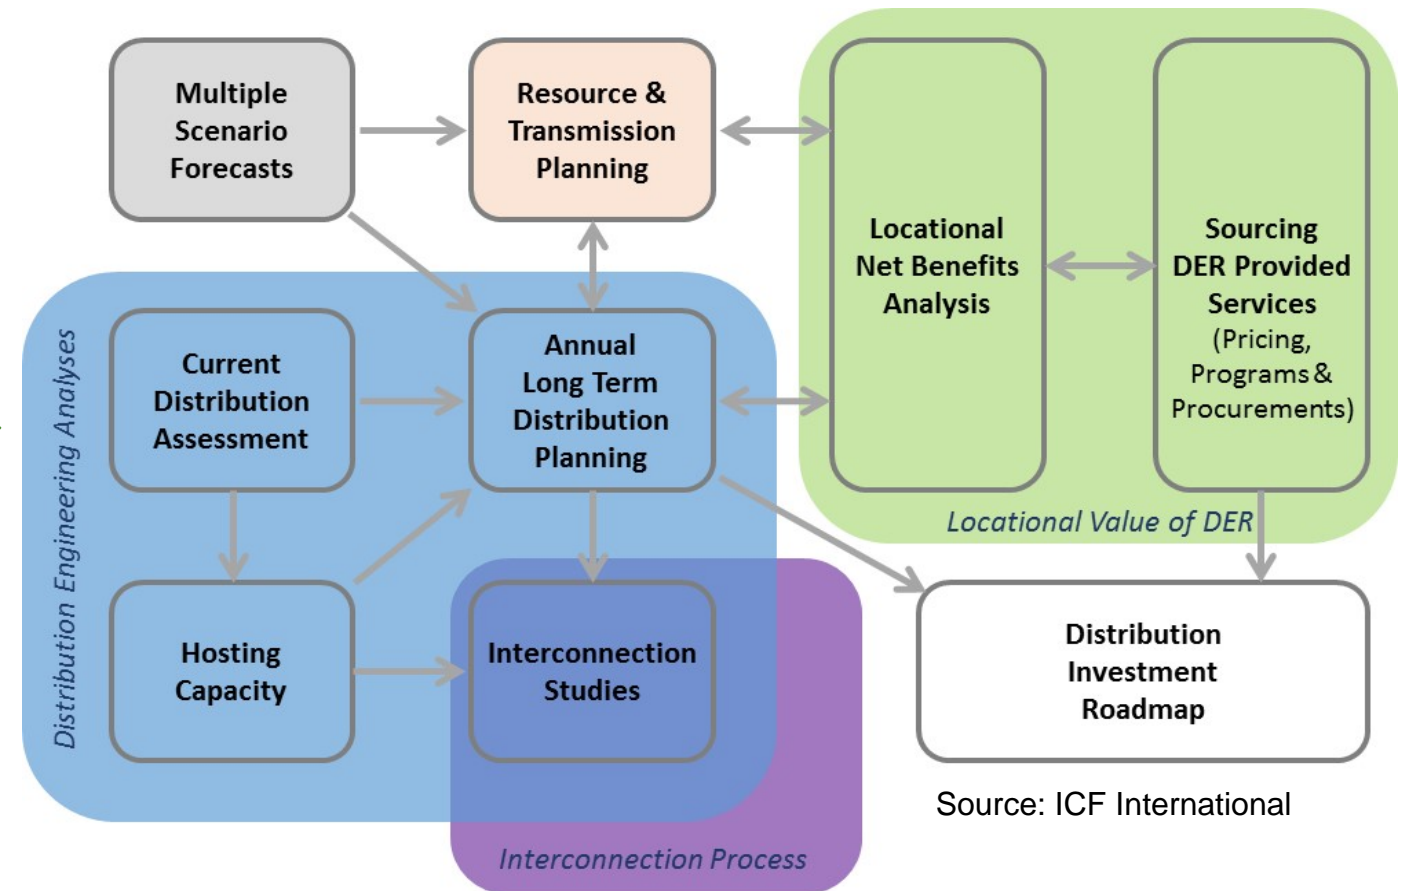 Multiple
Scenario
Forecasts
Resource &
Transmission
Planning
Locational
Net Benefits
Analysis
Sourcing
DER Provided
Services
(Pricing,
Programs &
Procurements)
Locational Value of DER
Distribution Engineering Analyses
Current
Distribution
Assessment
Annual
Long Term
Distribution
Planning
Hosting
Capacity
Interconnection
Studies
Interconnection Process
Distribution
Investment
Roadmap
Source: ICF International